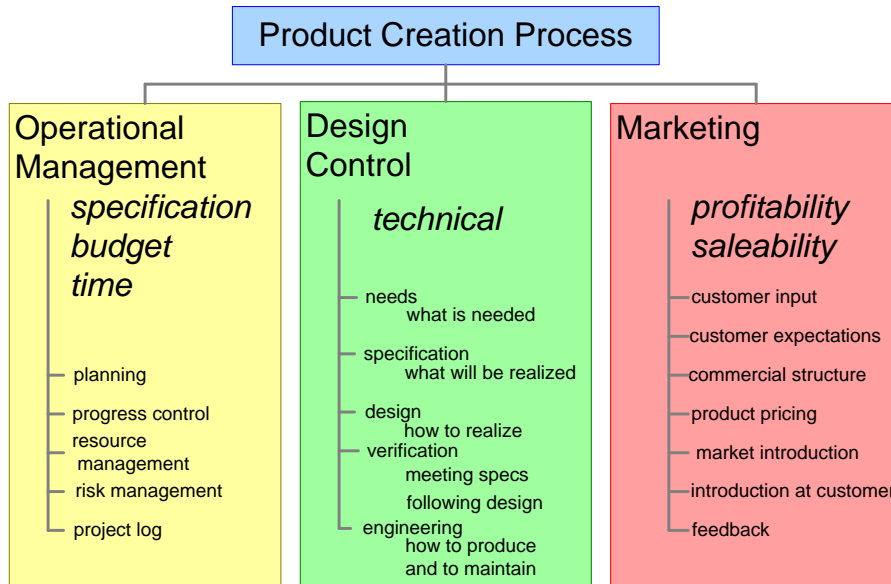 Product Creation Process
Operational
Management
specification
budget
time
planning
progress control
resource
management
risk management
project log
Design
Control
technical
needs
what is needed
specification
what will be realized
design
how to realize
verification
meeting specs
following design
engineering
how to produce
and to maintain
Marketing
profitability
saleability
customer input
customer expectations
commercial structure
product pricing
market introduction
introduction at customer
feedback